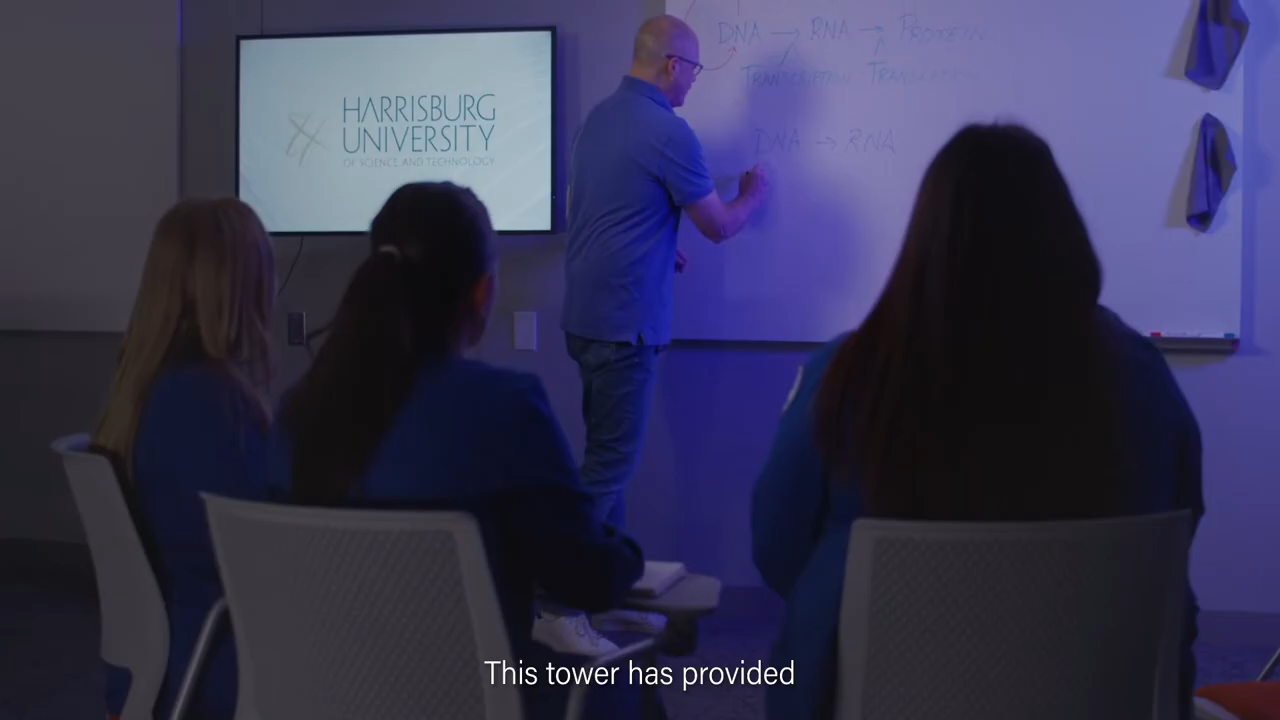 HARRISBURG
UNIVERSITY
OF SCIENCE AND TECHNOLOGY
DNA → RNA → PROTEIN
TRANSCRIPTION
DNA → RNA
This tower has provided